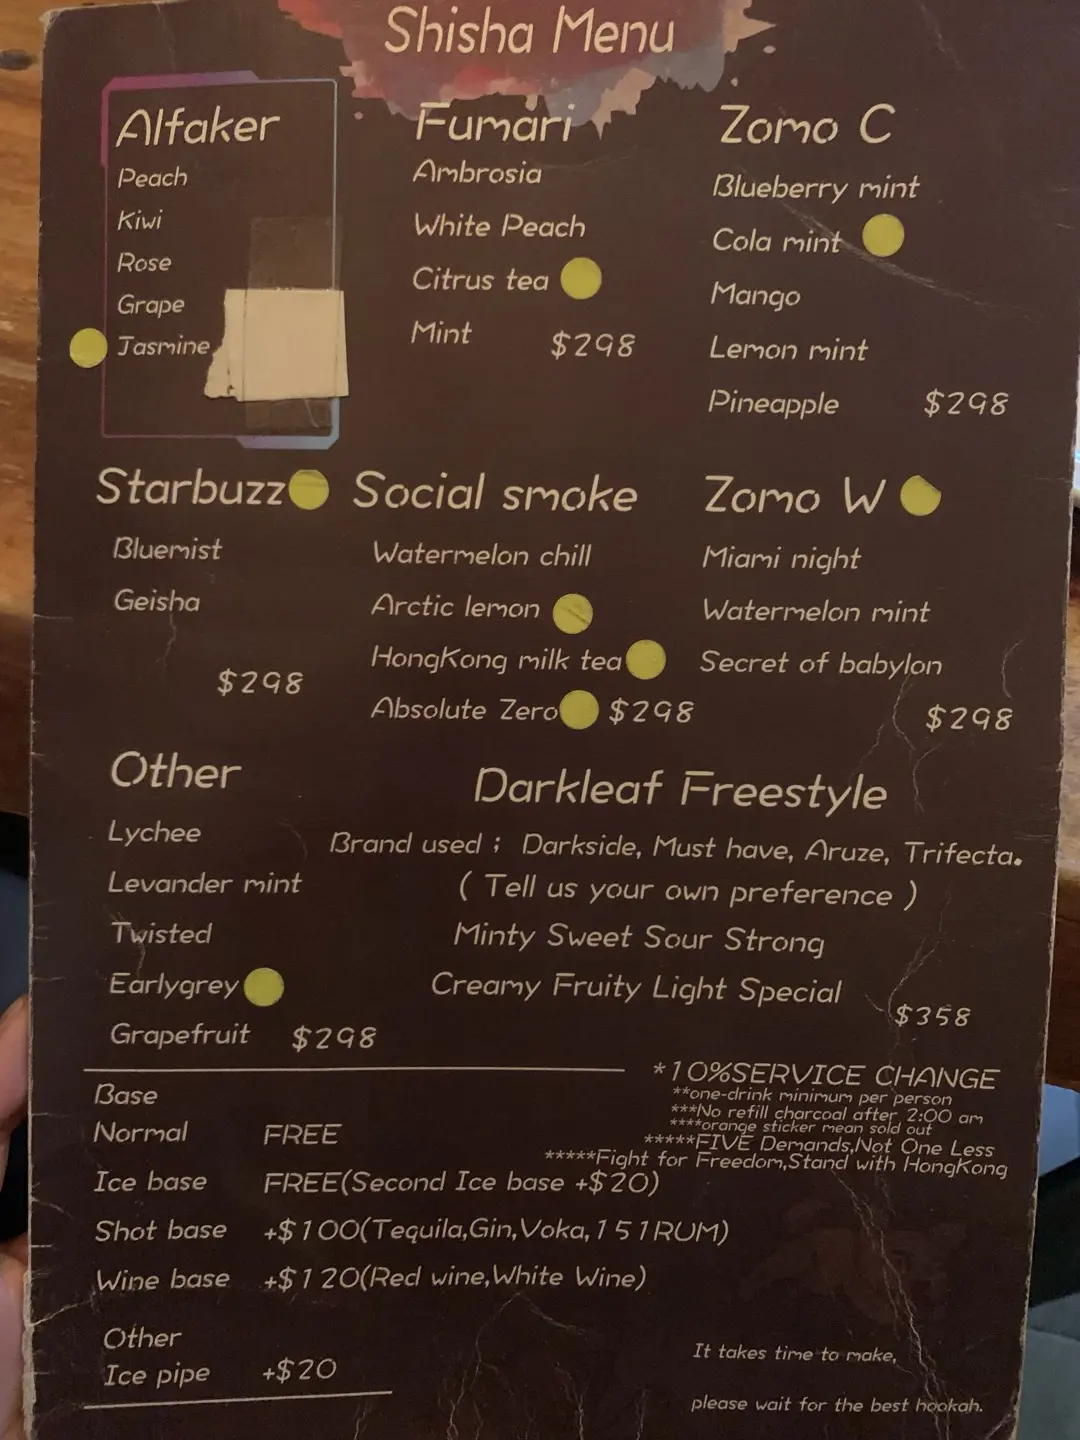 Shisha Menu
Alfaker
Peach
Kiwi
Rose
Grape
Jasmine
Fumari
Ambrosia
White Peach
Citrus tea
Mint $298
Zomo C
Blueberry mint
Cola mint
Mango
Lemon mint
Pineapple $298
Starbuzz
Bluemist
Geisha
$298
Social smoke
Watermelon chill
Arctic lemon
HongKong milk tea
Absolute Zero $298
Zomo W
Miami night
Watermelon mint
Secret of babylon
$298
Other
Lychee
Levander mint
Twisted
Earlygrey
Grapefruit $298
Darkleaf Freestyle
Brand used ; Darkside, Must have, Aruze, Trifecta.
( Tell us your own preference )
Minty Sweet Sour Strong
Creamy Fruity Light Special
$358
*10%SERVICE CHANGE
**one-drink minimum per person
***No refill charcoal after 2:00 am
****orange sticker mean sold out
*****FIVE Demands,Not One Less
*****Fight for Freedom,Stand with HongKong
Base
Normal FREE
Ice base FREE(Second Ice base +$20)
Shot base +$100(Tequila,Gin,Voka,151RUM)
Wine base +$120(Red wine,White Wine)
Other
Ice pipe +$20
It takes time to make,
please wait for the best hookah.